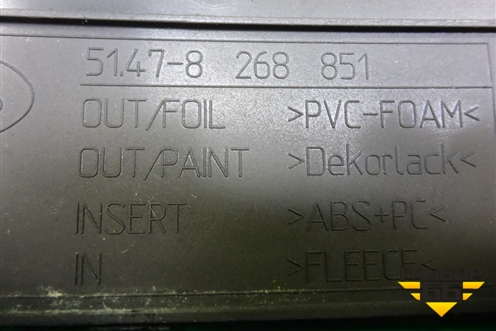 51.47-8 268 851
OUT/FOIL >PVC-FOAM<
OUT/PAINT >Dekorlack<
INSERT >ABS+PC<
IN >FLEECE<